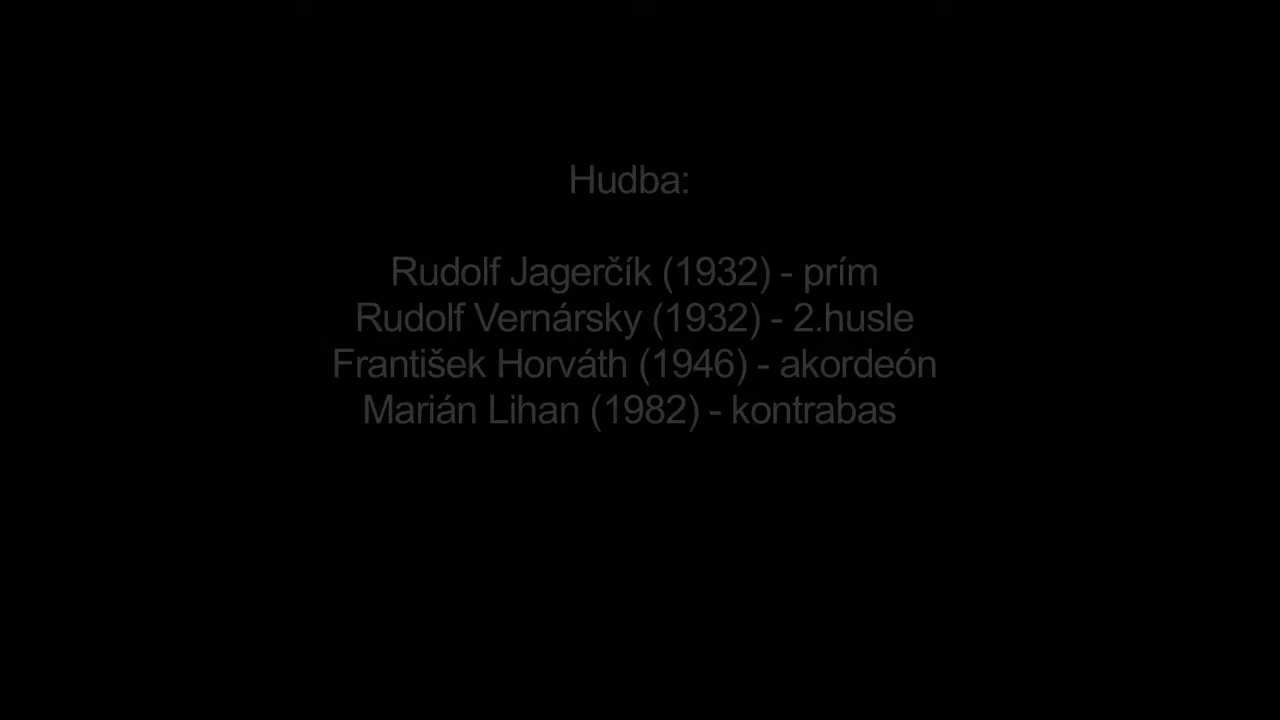 Hudba:
Rudolf Jagerčík (1932) - prím
Rudolf Vernársky (1932) - 2.husle
František Horváth (1946) - akordeón
Marián Lihan (1982) - kontrabas